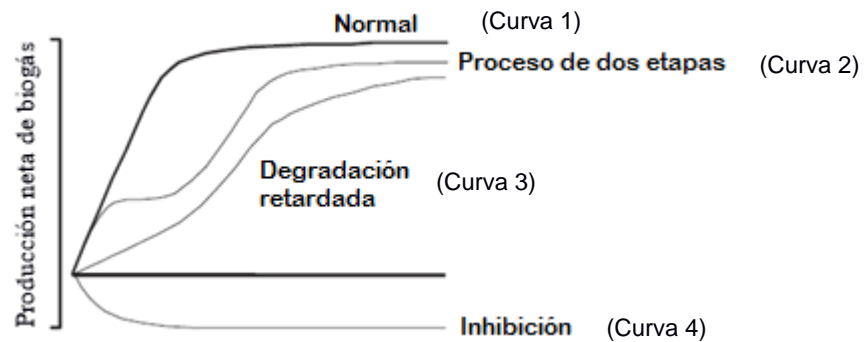 Normal (Curva 1)
Proceso de dos etapas (Curva 2)
Degradación
retardada (Curva 3)
Inhibición (Curva 4)
Producción neta de biogás